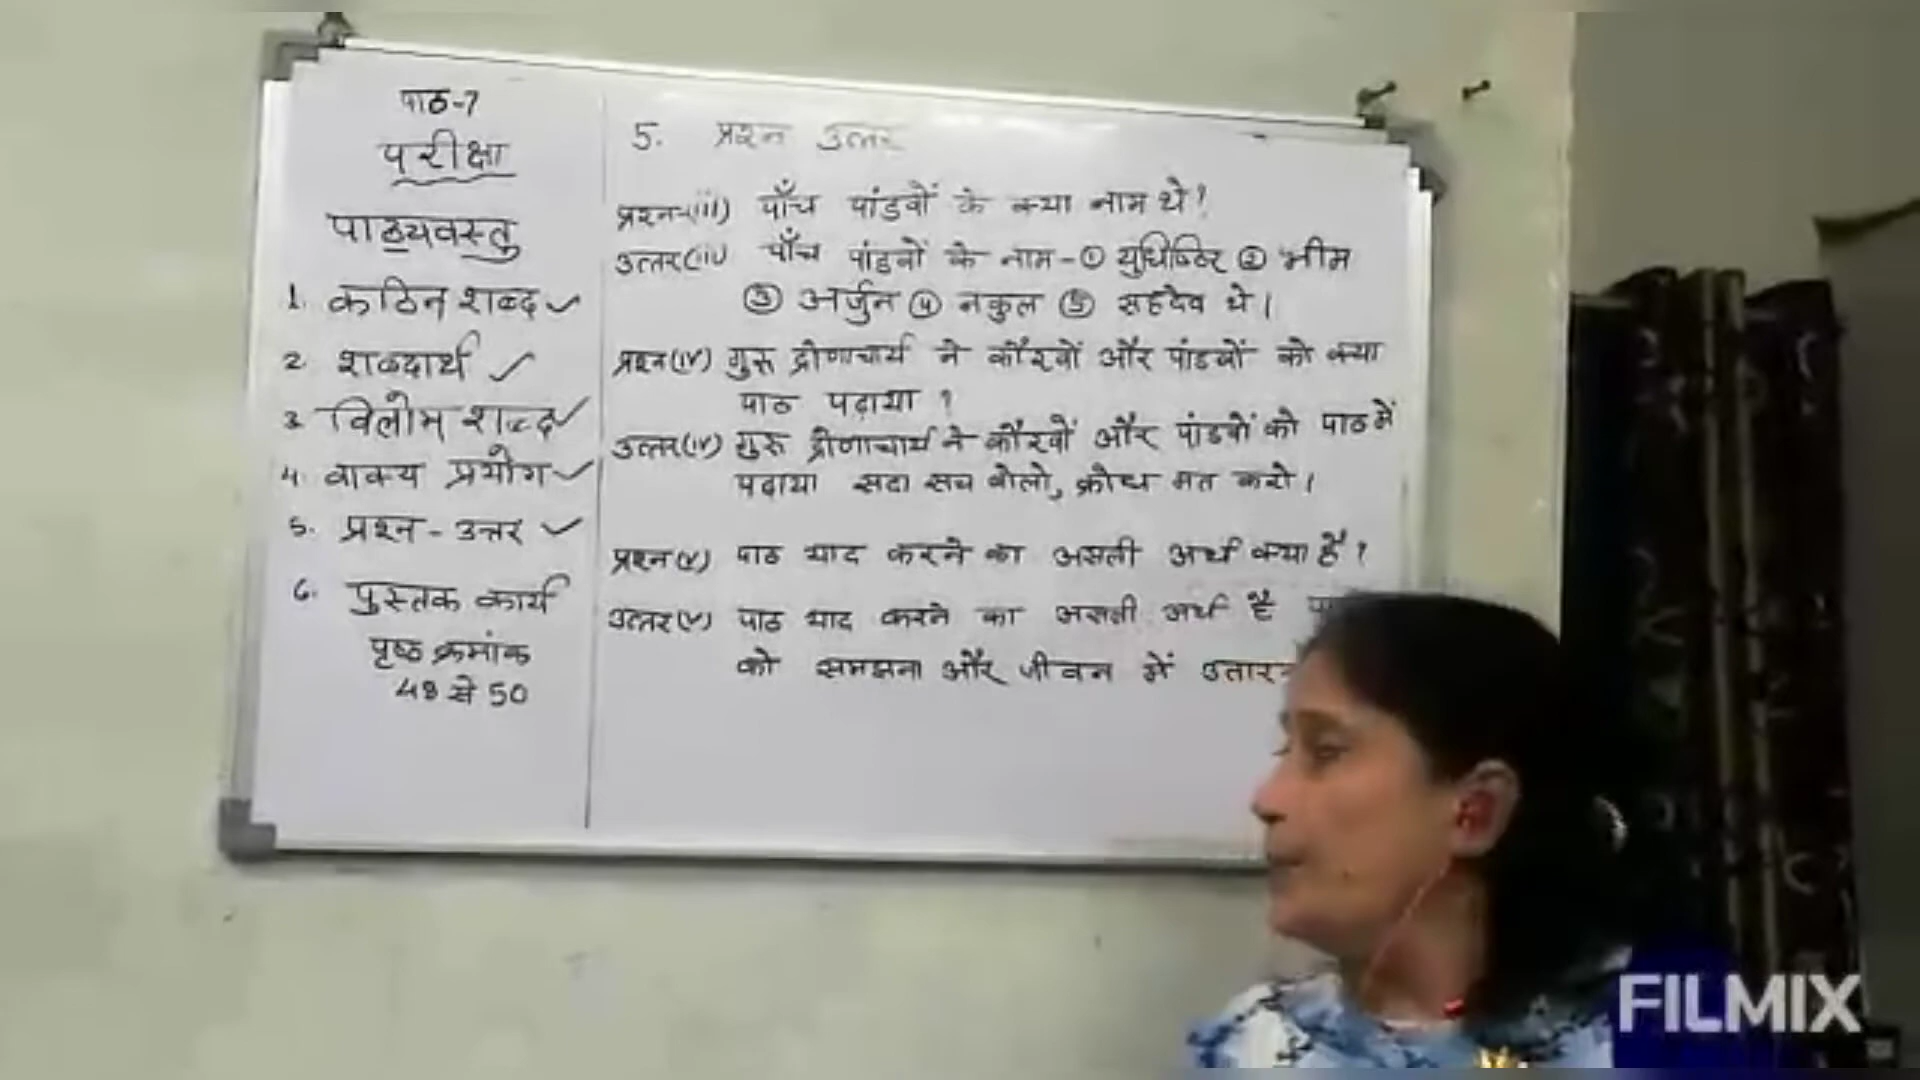 पाठ-7
परीक्षा
पाठ्यवस्तु
1. कठिन शब्द ✓
2. शब्दार्थ ✓
3. विलोम शब्द ✓
4. वाक्य प्रयोग ✓
5. प्रश्न - उत्तर ✓
6. पुस्तक कार्य
पृष्ठ क्रमांक
48 से 50
5. प्रश्न उत्तर
प्रश्न-(iii) पाँच पांडवों के क्या नाम थे?
उत्तर(iii) पाँच पांडवों के नाम - ① युधिष्ठिर ② भीम
③ अर्जुन ④ नकुल ⑤ सहदेव थे।
प्रश्न(iv) गुरु द्रोणाचार्य ने कौरवों और पांडवों को क्या
पाठ पढ़ाया ?
उत्तर(iv) गुरु द्रोणाचार्य ने कौरवों और पांडवों को पाठ में
पढ़ाया सदा सच बोलो, क्रोध मत करो।
प्रश्न(v) पाठ याद करने का असली अर्थ क्या है ?
उत्तर(v) पाठ याद करने का असली अर्थ है
को समझना और जीवन में
FILMIX